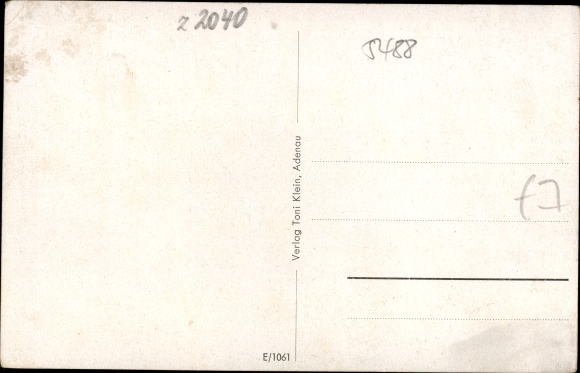 z 2040
5488
Verlag Toni Klein, Adenau
E/1061